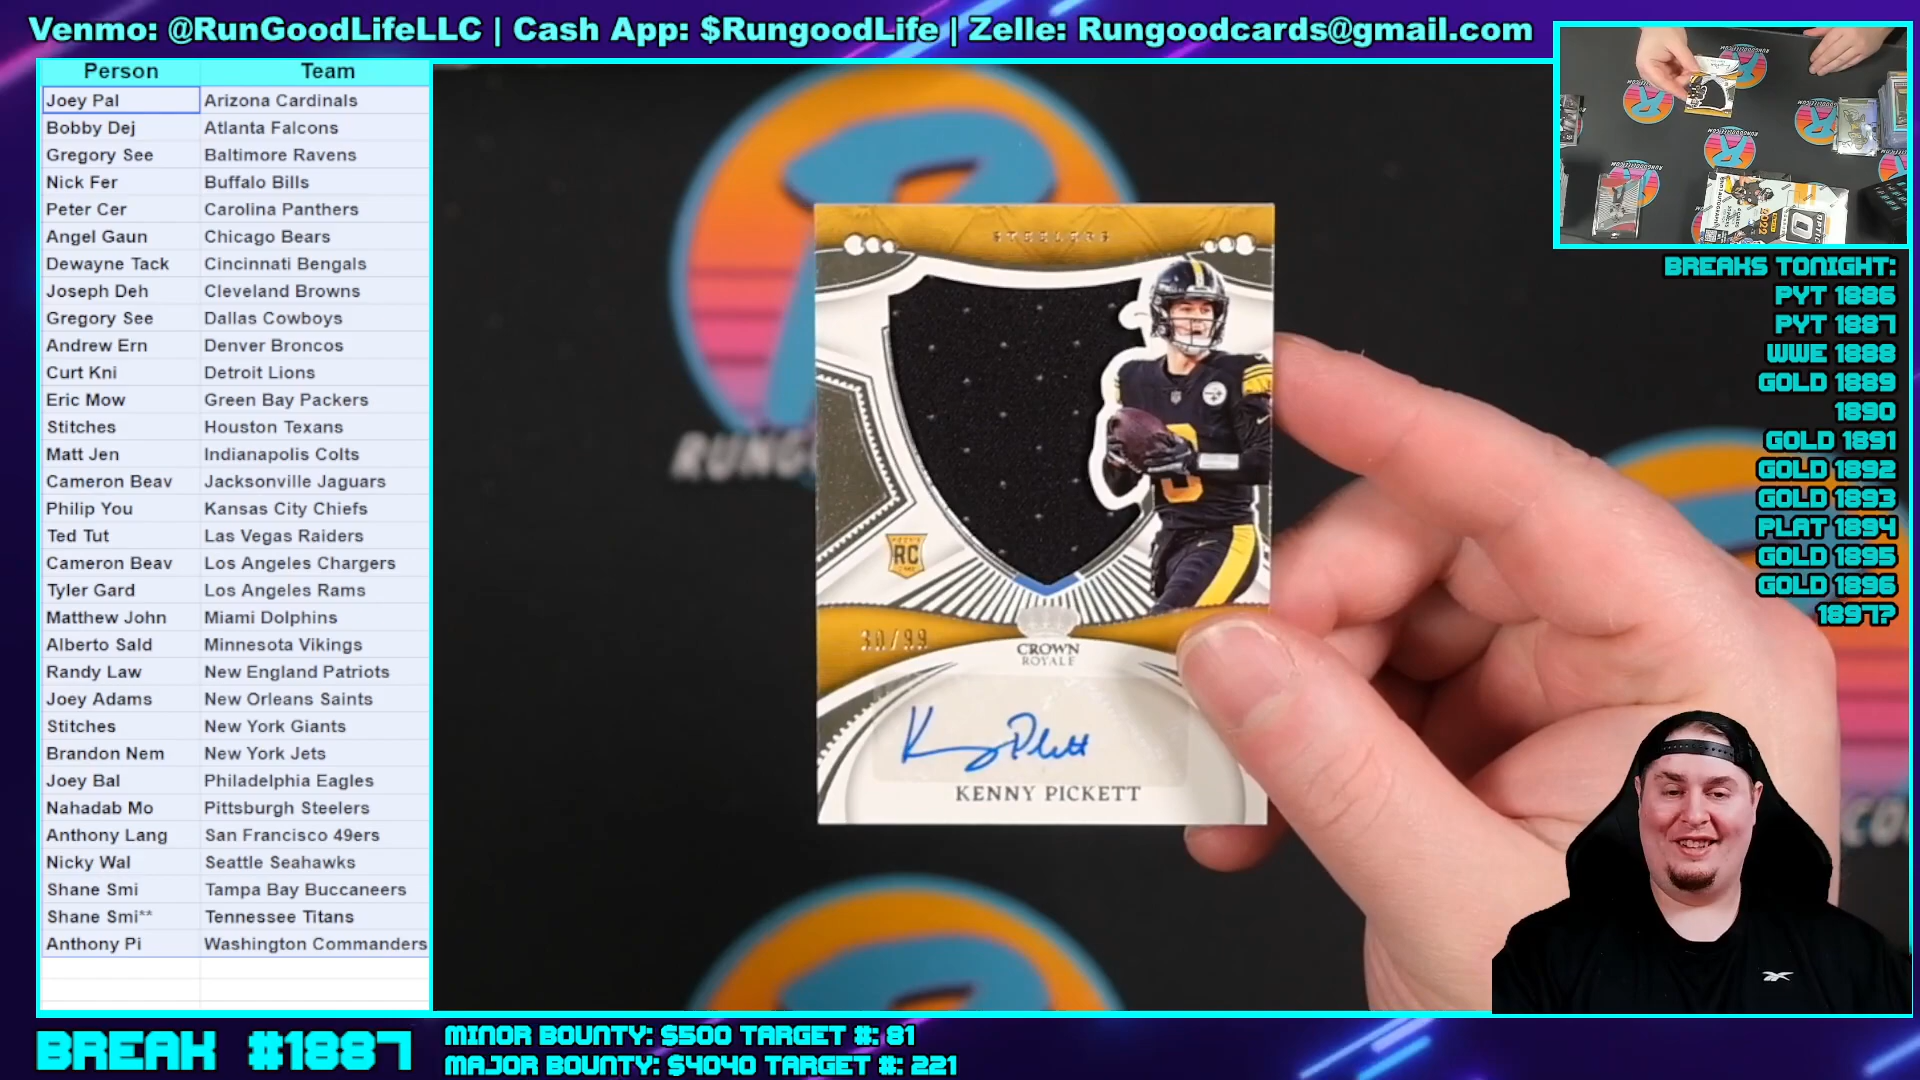 Venmo: @RunGoodLifeLLC | Cash App: $RungoodLife | Zelle: Rungoodcards@gmail.com
Person Team
Joey Pal Arizona Cardinals
Bobby Dej Atlanta Falcons
Gregory See Baltimore Ravens
Nick Fer Buffalo Bills
Peter Cer Carolina Panthers
Angel Gaun Chicago Bears
Dewayne Tack Cincinnati Bengals
Joseph Deh Cleveland Browns
Gregory See Dallas Cowboys
Andrew Ern Denver Broncos
Curt Kni Detroit Lions
Eric Mow Green Bay Packers
Stitches Houston Texans
Matt Jen Indianapolis Colts
Cameron Beav Jacksonville Jaguars
Philip You Kansas City Chiefs
Ted Tut Las Vegas Raiders
Cameron Beav Los Angeles Chargers
Tyler Gard Los Angeles Rams
Matthew John Miami Dolphins
Alberto Sald Minnesota Vikings
Randy Law New England Patriots
Joey Adams New Orleans Saints
Stitches New York Giants
Brandon Nem New York Jets
Joey Bal Philadelphia Eagles
Nahadab Mo Pittsburgh Steelers
Anthony Lang San Francisco 49ers
Nicky Wal Seattle Seahawks
Shane Smi Tampa Bay Buccaneers
Shane Smi** Tennessee Titans
Anthony Pi Washington Commanders
STEELERS
RC
30/99
CROWN
ROYALE
KENNY PICKETT
BREAKS TONIGHT:
PYT 1886
PYT 1887
WWE 1888
GOLD 1889
1890
GOLD 1891
GOLD 1892
GOLD 1893
PLAT 1894
GOLD 1895
GOLD 1896
1897?
BREAK #1887
MINOR BOUNTY: $500 TARGET #: 81
MAJOR BOUNTY: $4040 TARGET #: 221